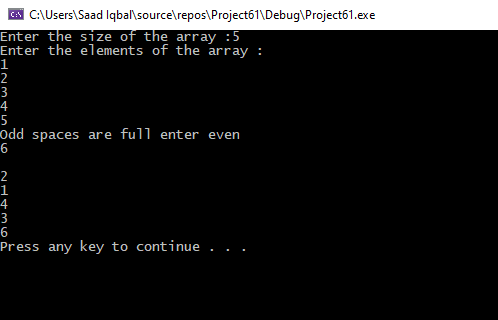 C:\Users\Saad Iqbal\source\repos\Project61\Debug\Project61.exe
Enter the size of the array :5
Enter the elements of the array :
1
2
3
4
5
Odd spaces are full enter even
6
2
1
4
3
6
Press any key to continue . . .